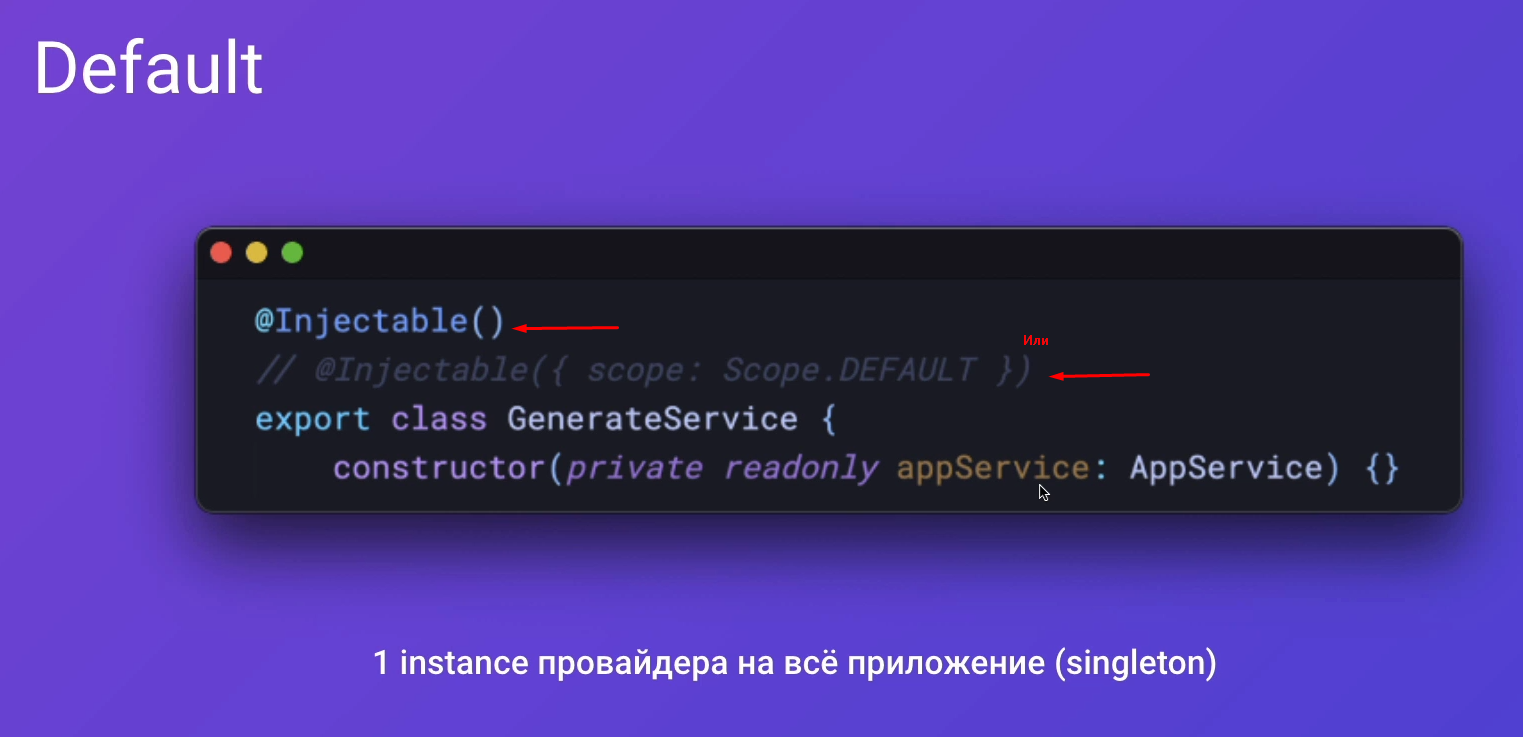 Default
@Injectable()
Или
// @Injectable({ scope: Scope.DEFAULT })
export class GenerateService {
constructor(private readonly appService: AppService) {}
1 instance провайдера на всё приложение (singleton)